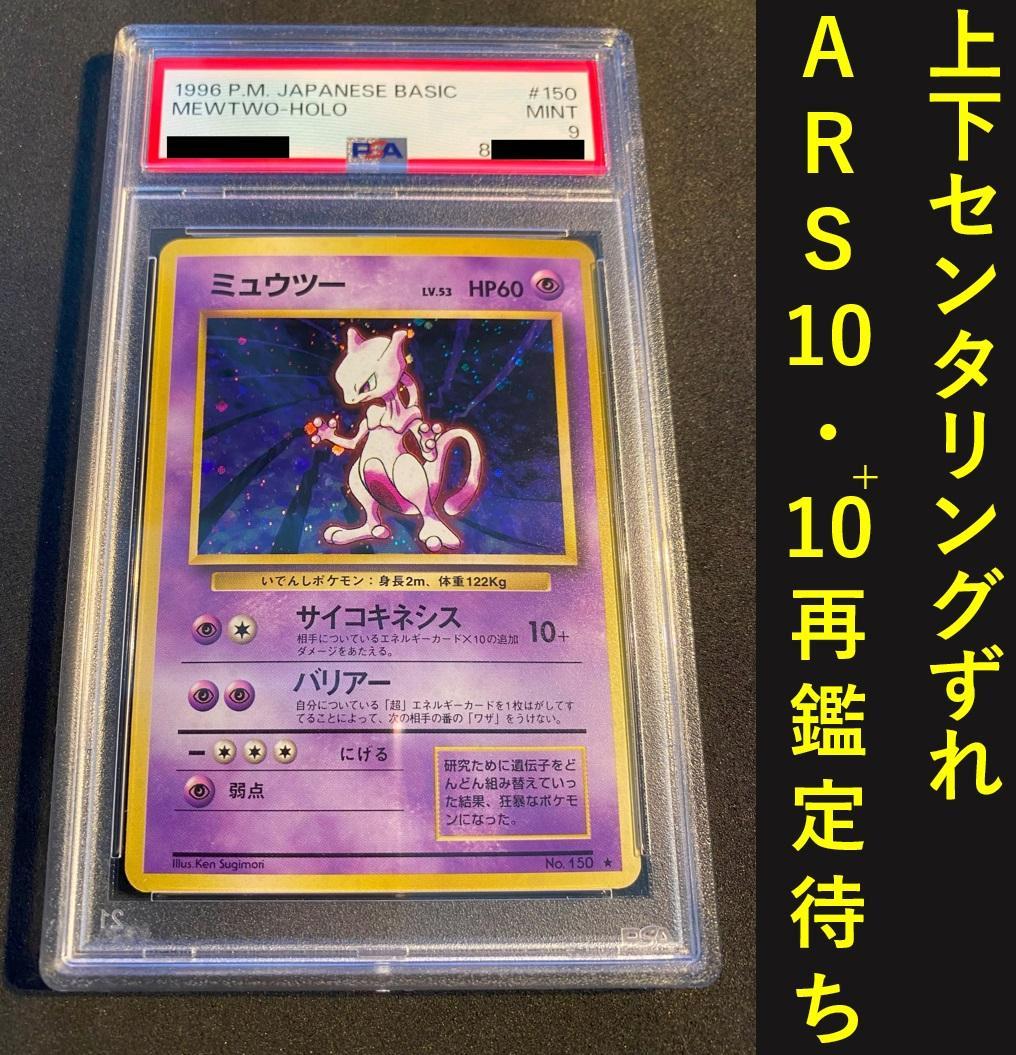 1996 P.M. JAPANESE BASIC #150
MEWTWO-HOLO MINT
9
PSA 8
ミュウツー LV.53 HP60
いでんしポケモン：身長2m、体重122Kg
サイコキネシス 10+
相手についているエネルギーカード×10の追加
ダメージをあたえる。
バリアー
自分についている「超」エネルギーカードを1枚はがしてす
てることによって、次の相手の番の「ワザ」をうけない。
ー にげる
弱点
研究ために遺伝子をど
んどん組み替えていっ
た結果、狂暴なポケモ
ンになった。
Illus. Ken Sugimori No. 150 ★
21
PSA
上下センタリングずれ
ARS10・10+再鑑定待ち